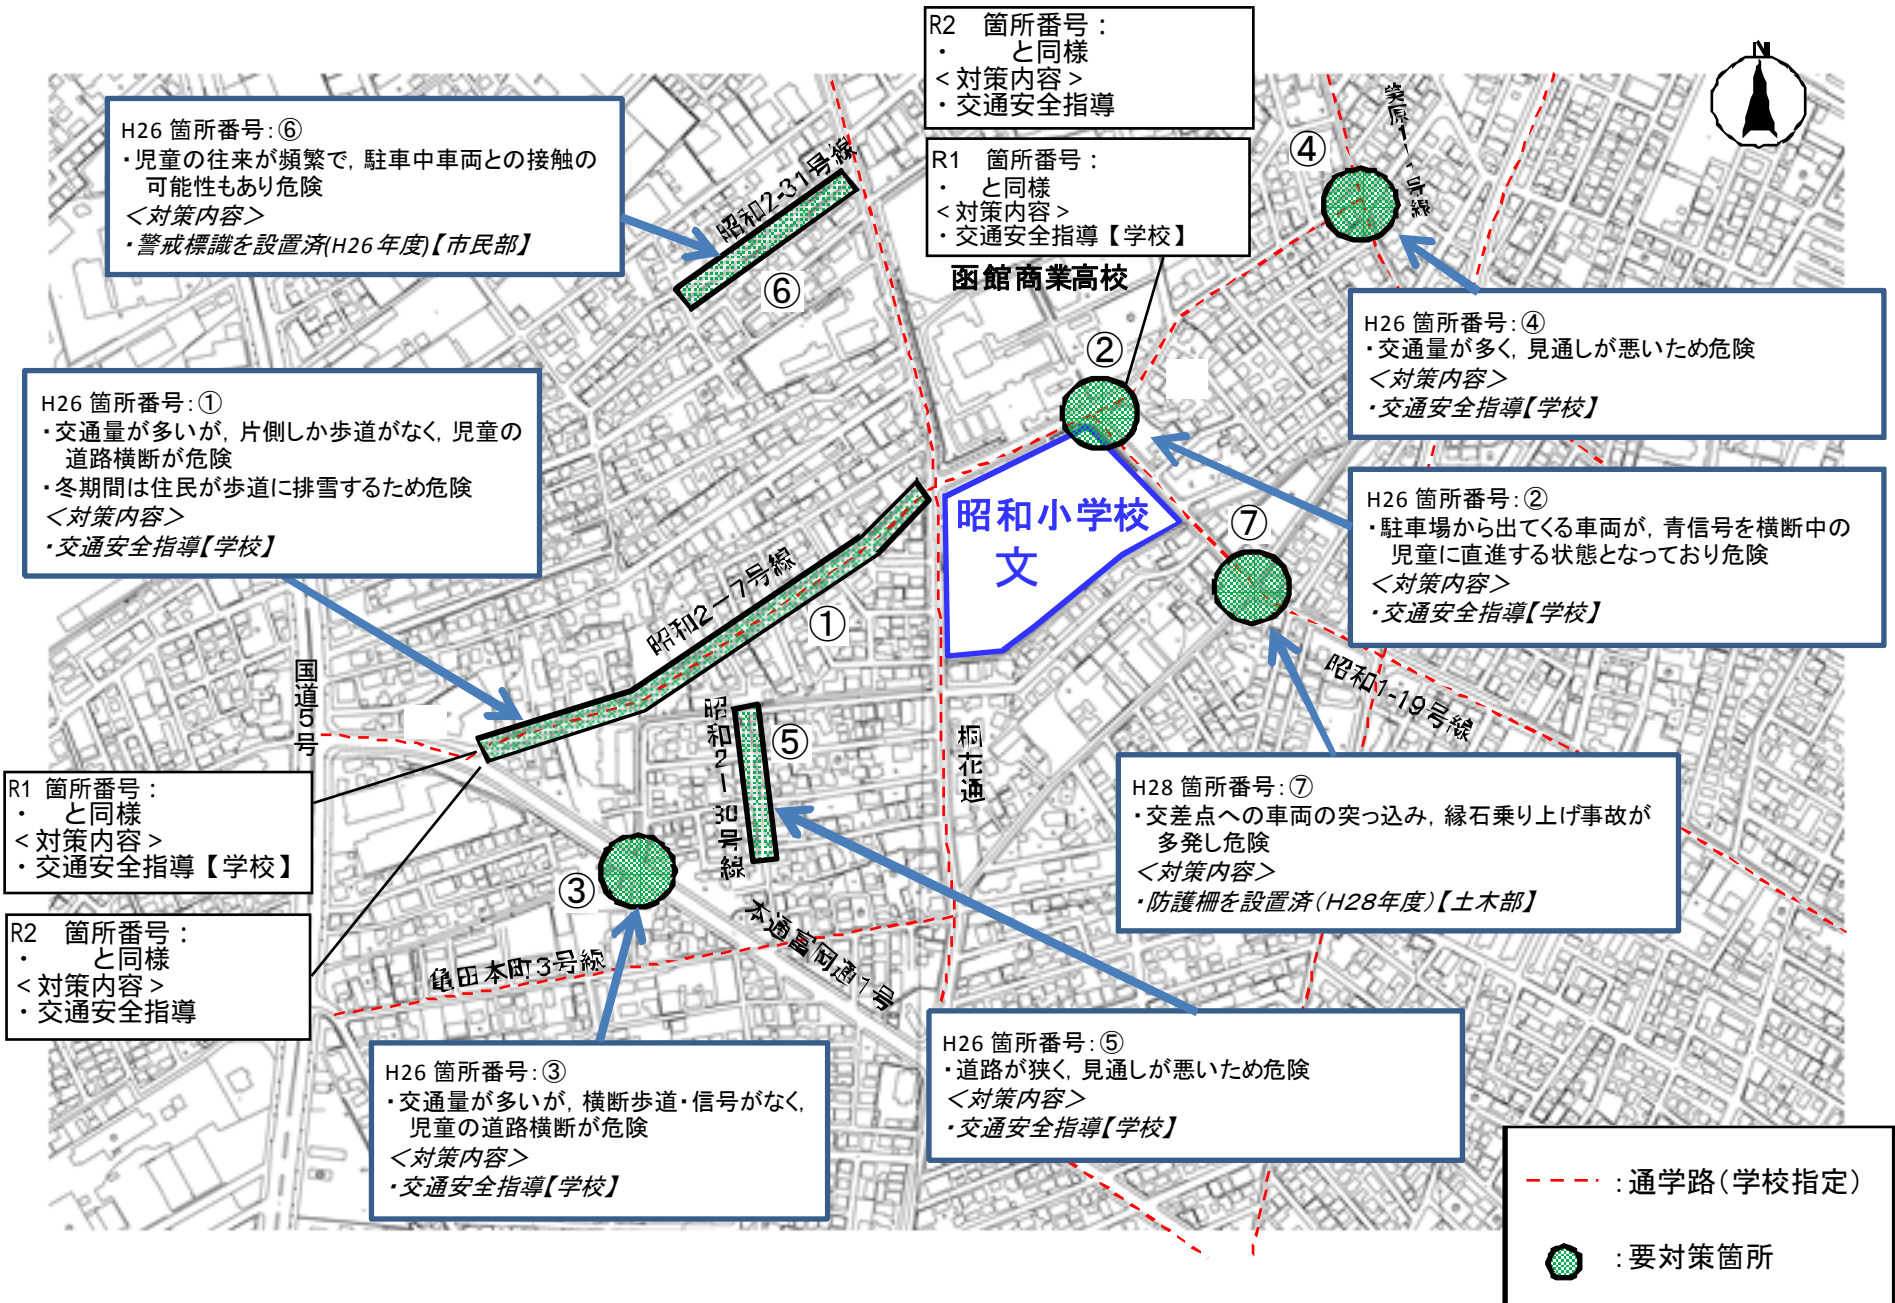 R2　箇所番号：
・　　　と同様
＜対策内容＞
・交通安全指導
R1　箇所番号：
・　と同様
＜対策内容＞
・交通安全指導【学校】
H26 箇所番号：⑥
・児童の往来が頻繁で，駐車中車両との接触の
可能性もあり危険
＜対策内容＞
・警戒標識を設置済(H26年度)【市民部】
昭和2-31号線
⑥
函館商業高校
④
N
H26 箇所番号：④
・交通量が多く，見通しが悪いため危険
＜対策内容＞
・交通安全指導【学校】
②
H26 箇所番号：①
・交通量が多いが，片側しか歩道がなく，児童の
道路横断が危険
・冬期間は住民が歩道に排雪するため危険
＜対策内容＞
・交通安全指導【学校】
H26 箇所番号：②
・駐車場から出てくる車両が，青信号を横断中の
児童に直進する状態となっており危険
＜対策内容＞
・交通安全指導【学校】
昭和小学校
文
⑦
昭和2－7号線
①
国道5号
昭和1-19号線
昭和2－30号線
⑤
桐花通
R1 箇所番号：
・　と同様
＜対策内容＞
・交通安全指導【学校】
H28 箇所番号：⑦
・交差点への車両の突っ込み，縁石乗り上げ事故が
多発し危険
＜対策内容＞
・防護柵を設置済（H28年度）【土木部】
③
R2　箇所番号：
・　　　と同様
＜対策内容＞
・交通安全指導
本通富岡通1号
亀田本町3号線
H26 箇所番号：③
・交通量が多いが，横断歩道・信号がなく，
児童の道路横断が危険
＜対策内容＞
・交通安全指導【学校】
H26 箇所番号：⑤
・道路が狭く，見通しが悪いため危険
＜対策内容＞
・交通安全指導【学校】
：通学路（学校指定）
：要対策箇所